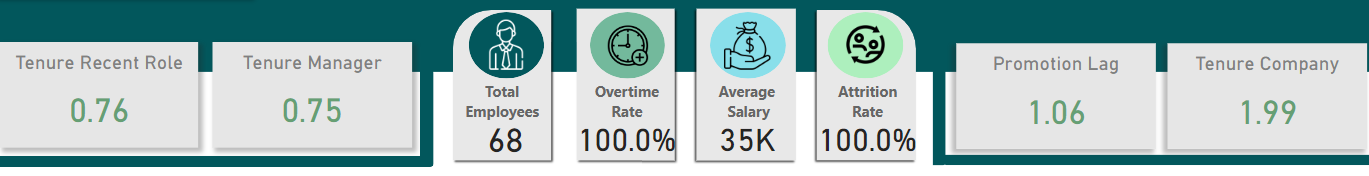 Tenure Recent Role
0.76
Tenure Manager
0.75
Total
Employees
68
Overtime
Rate
100.0%
$
Average
Salary
35K
Attrition
Rate
100.0%
Promotion Lag
1.06
Tenure Company
1.99